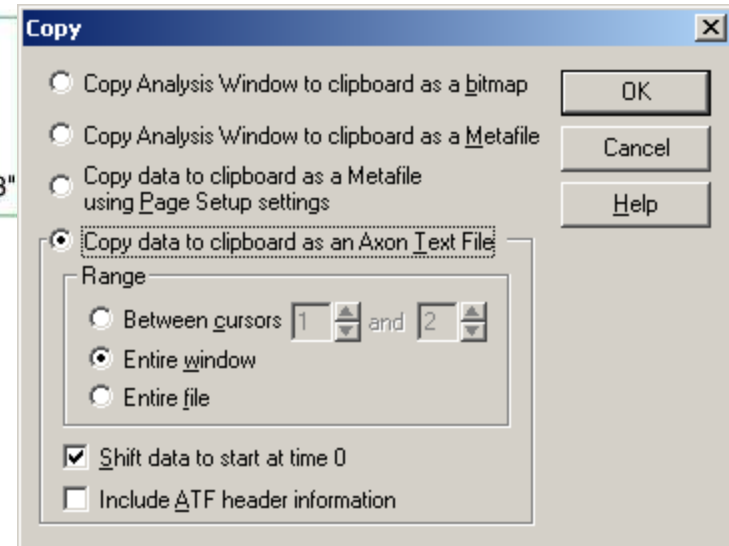 Copy
Copy Analysis Window to clipboard as a bitmap
OK
Copy Analysis Window to clipboard as a Metafile
Cancel
Copy data to clipboard as a Metafile
using Page Setup settings
3"
Help
Copy data to clipboard as an Axon Text File
Range
Between cursors 1 and 2
Entire window
Entire file
Shift data to start at time 0
Include ATF header information